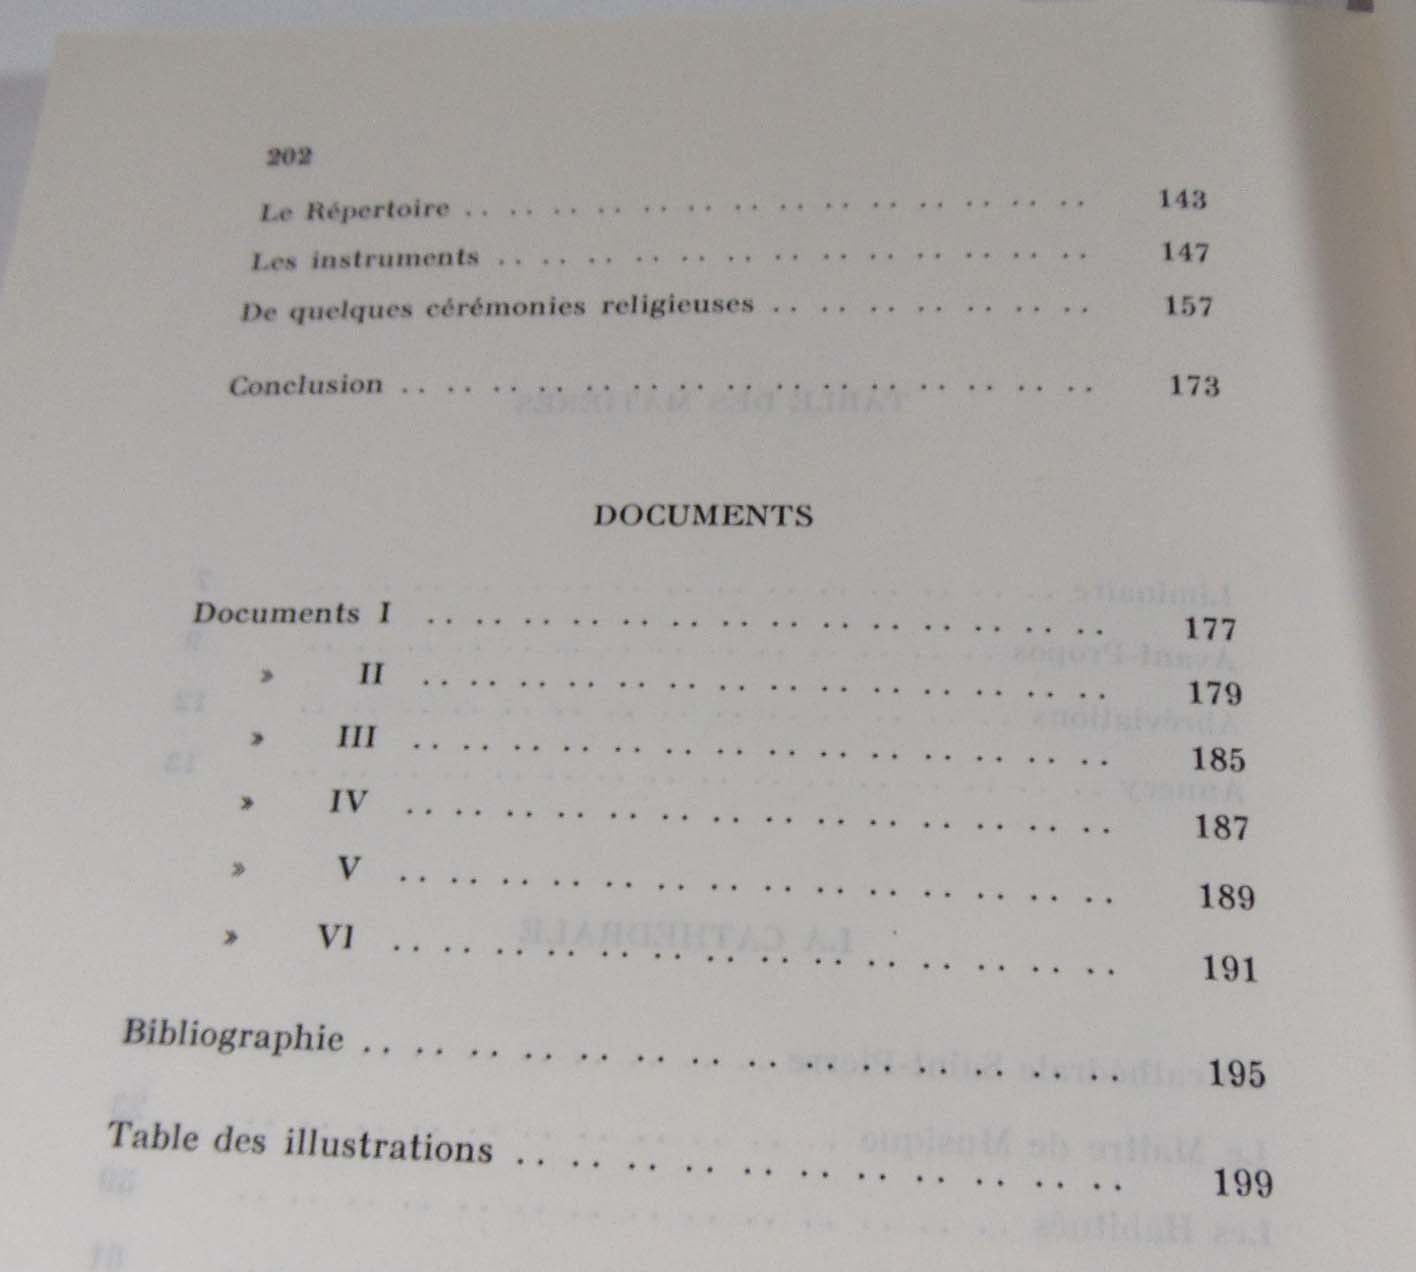 202
Le Répertoire . . . . . . . . . . . . . . . . . . . . . . 143
Les instruments . . . . . . . . . . . . . . . . . . . . . 147
De quelques cérémonies religieuses . . . . . . . . . . . . 157
Conclusion . . . . . . . . . . . . . . . . . . . . . . . . 173
DOCUMENTS
Documents I . . . . . . . . . . . . . . . . . . . . . . . 177
» II . . . . . . . . . . . . . . . . . . . . . . . 179
» III . . . . . . . . . . . . . . . . . . . . . . . 185
» IV . . . . . . . . . . . . . . . . . . . . . . . 187
» V . . . . . . . . . . . . . . . . . . . . . . . 189
» VI . . . . . . . . . . . . . . . . . . . . . . . 191
Bibliographie . . . . . . . . . . . . . . . . . . . . . . 195
Table des illustrations . . . . . . . . . . . . . . . . . 199